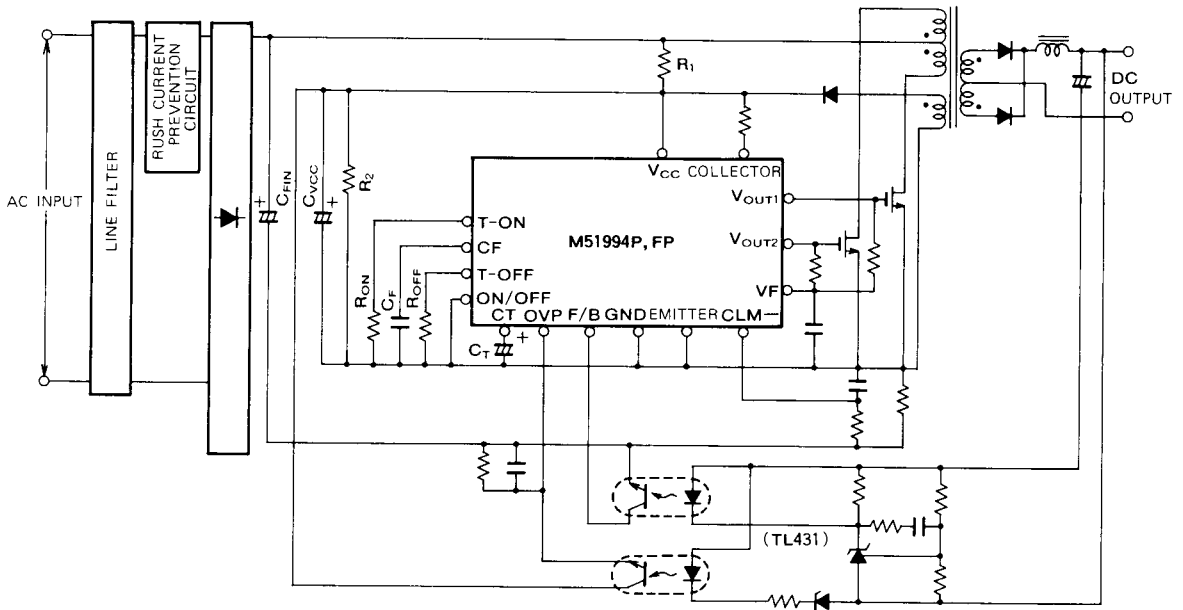 AC INPUT
LINE FILTER
RUSH CURRENT
PREVENTION
CIRCUIT
+
CFIN
CVCC
+
R2
R1
RON
CF
ROFF
VCC COLLECTOR
T-ON
CF
T-OFF
ON/OFF
M51994P, FP
VOUT1
VOUT2
VF
CT OVP F/B GND EMITTER CLM−
CT
+
DC
OUTPUT
(TL431)